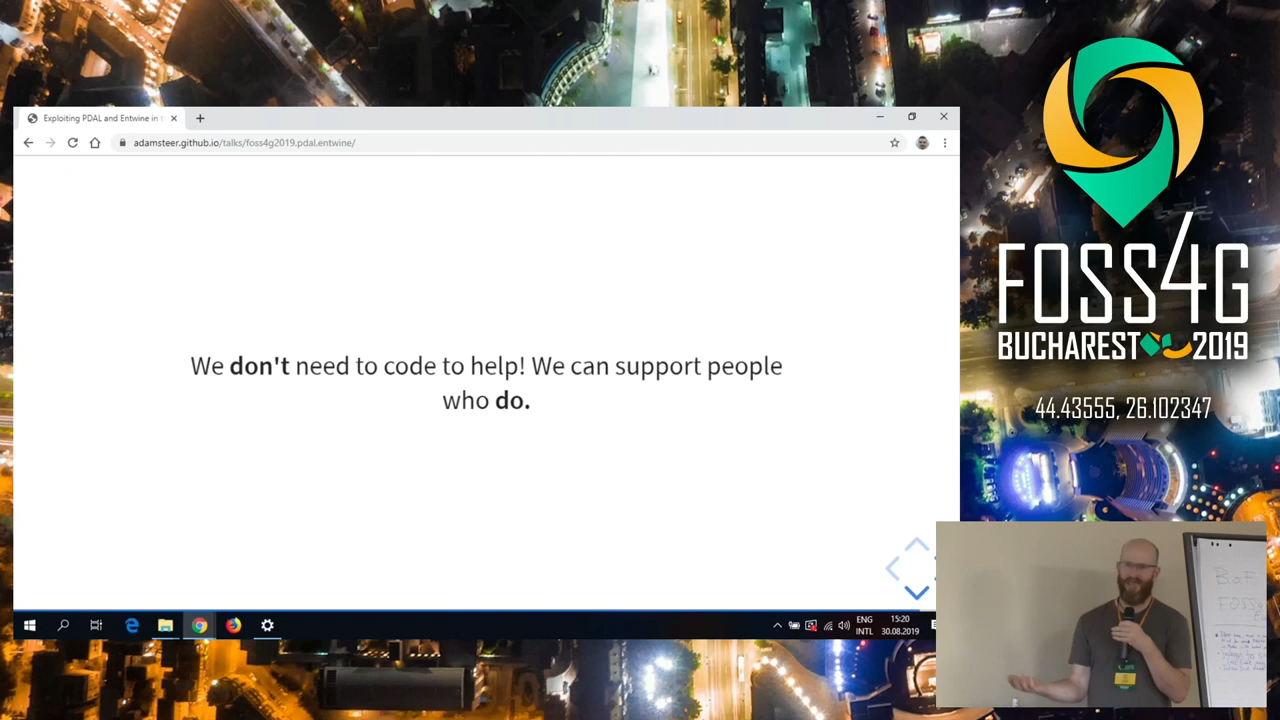 Exploiting PDAL and Entwine in t
adamsteer.github.io/talks/foss4g2019.pdal.entwine/
We don't need to code to help! We can support people
who do.
ENG
INTL
15:20
30.08.2019
FOSS4G
BUCHAREST 2019
44.43555, 26.102347
BoF